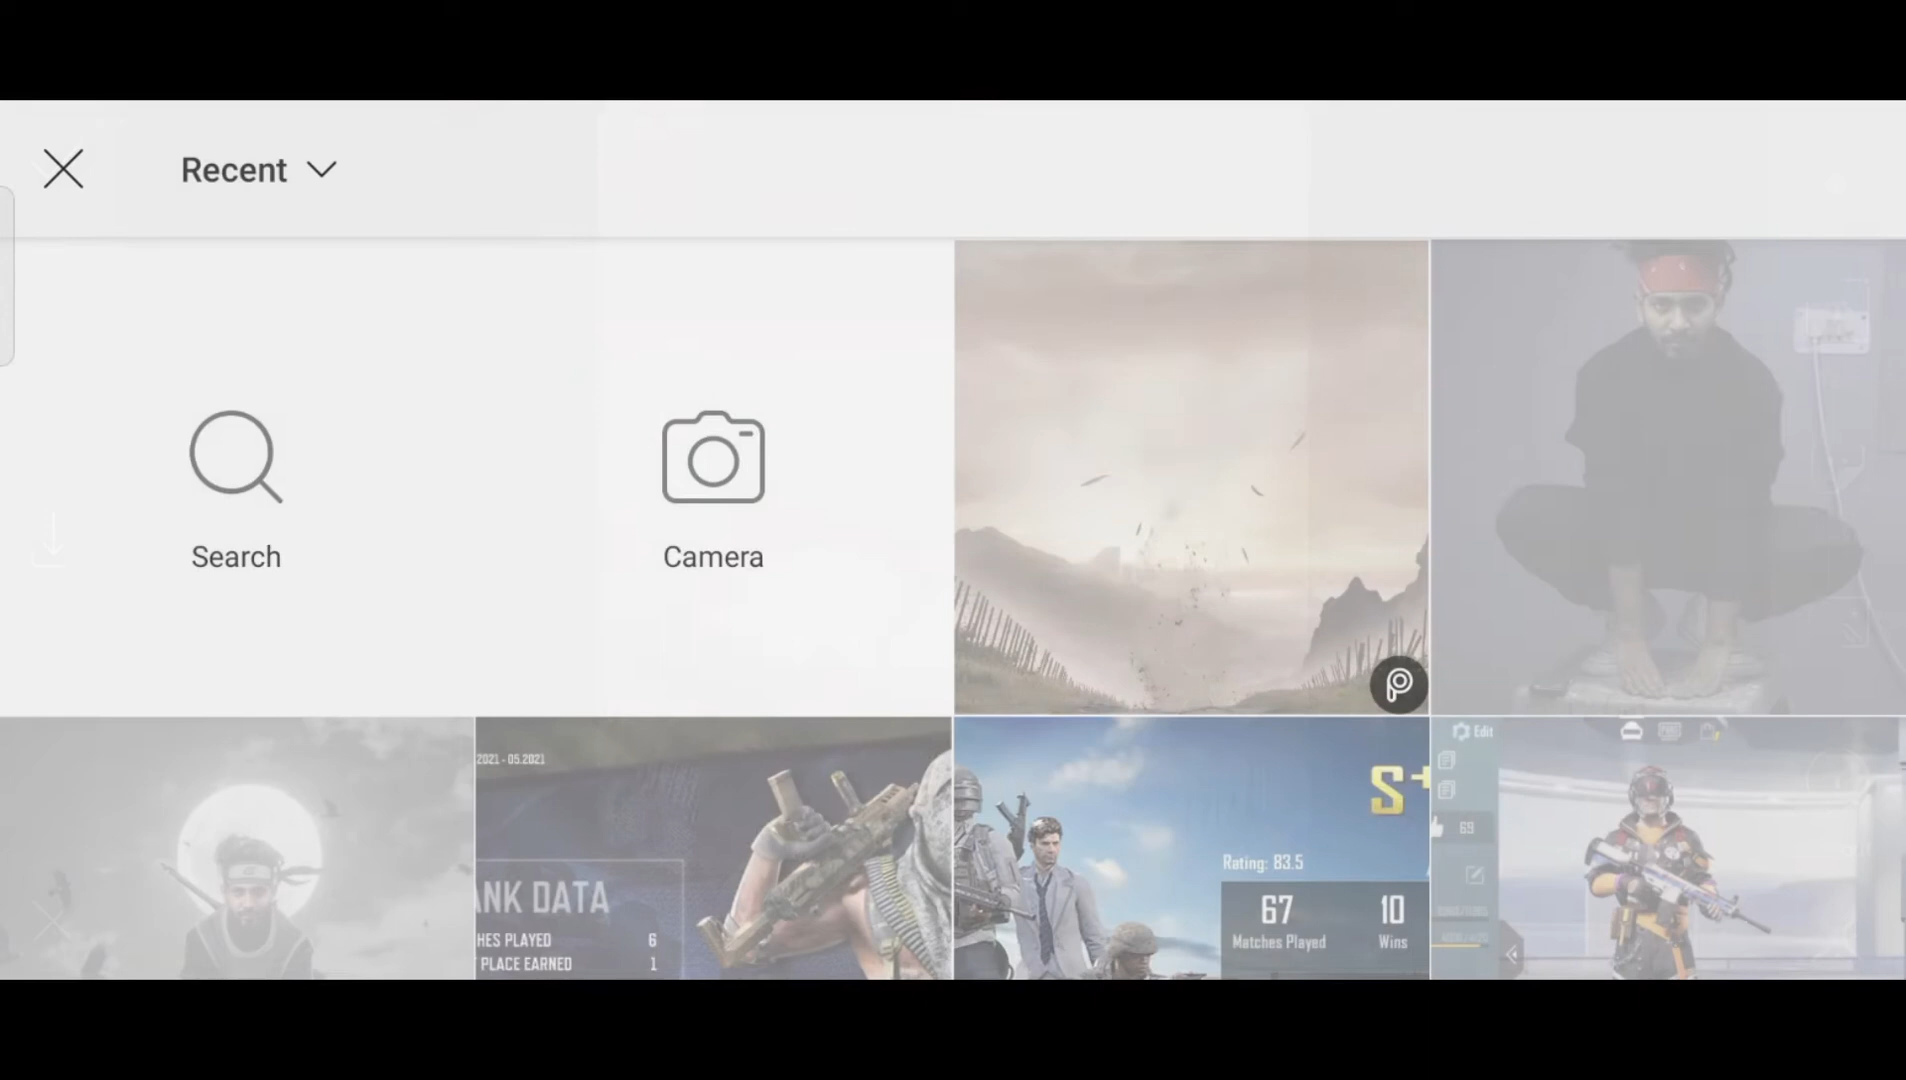 Recent
Search
Camera
2021 - 05.2021
ANK DATA
HES PLAYED 6
PLACE EARNED 1
S+
Rating: 83.5
67 10
Matches Played Wins
Edit
69